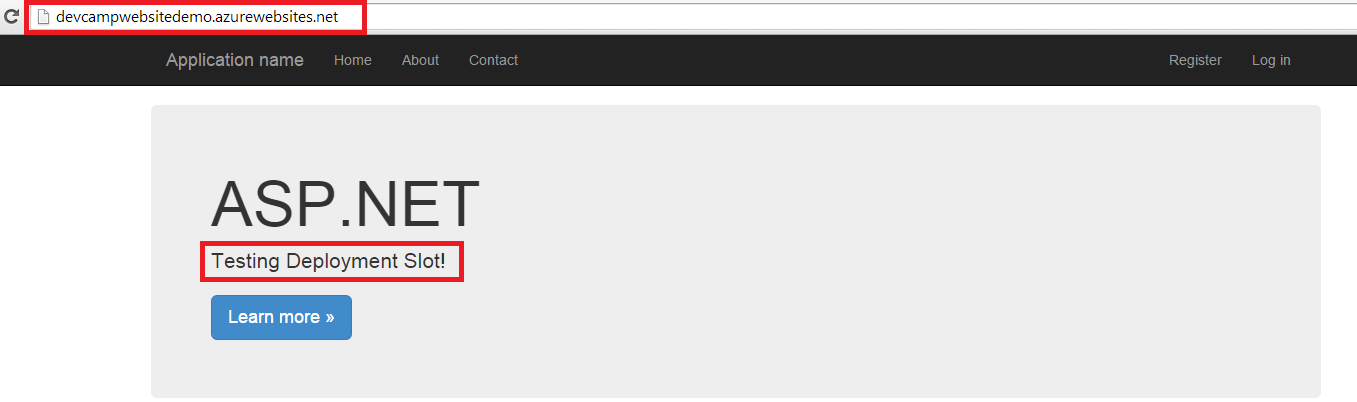 devcampwebsitedemo.azurewebsites.net
Application name Home About Contact Register Log in
ASP.NET
Testing Deployment Slot!
Learn more »